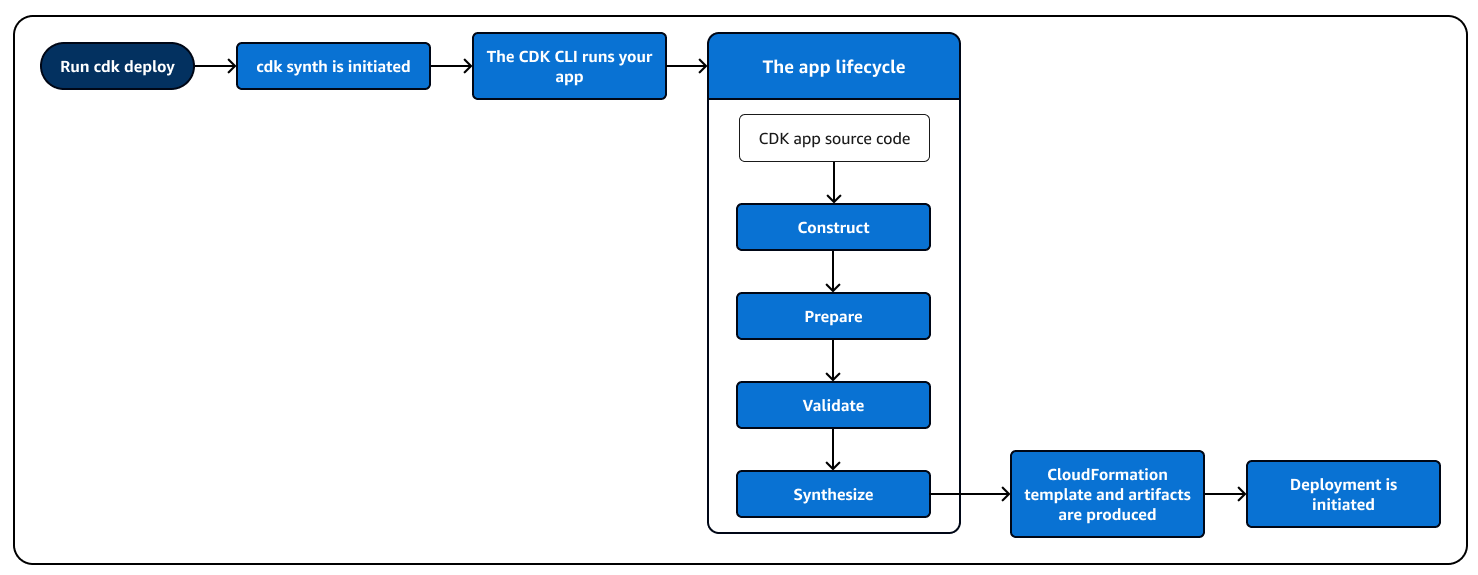 Run cdk deploy
cdk synth is initiated
The CDK CLI runs your
app
The app lifecycle
CDK app source code
Construct
Prepare
Validate
Synthesize
CloudFormation
template and artifacts
are produced
Deployment is
initiated